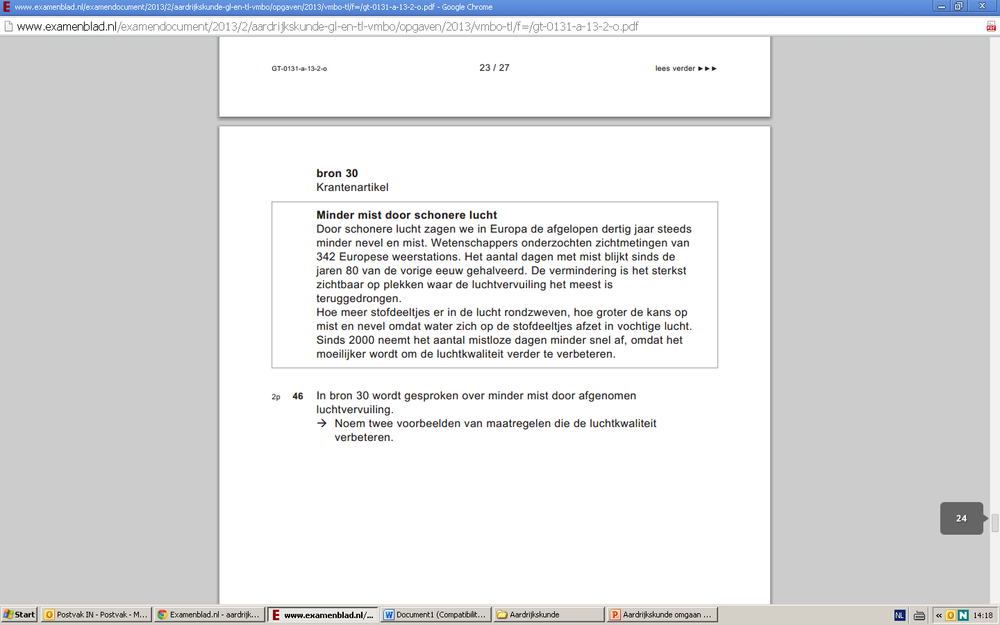 www.examenblad.nl/examendocument/2013/2/aardrijkskunde-gl-en-tl-vmbo/opgaven/2013/vmbo-tl/f=/gt-0131-a-13-2-o.pdf - Google Chrome
www.examenblad.nl/examendocument/2013/2/aardrijkskunde-gl-en-tl-vmbo/opgaven/2013/vmbo-tl/f=/gt-0131-a-13-2-o.pdf
GT-0131-a-13-2-o 23 / 27 lees verder ►►►
bron 30
Krantenartikel
Minder mist door schonere lucht
Door schonere lucht zagen we in Europa de afgelopen dertig jaar steeds
minder nevel en mist. Wetenschappers onderzochten zichtmetingen van
342 Europese weerstations. Het aantal dagen met mist blijkt sinds de
jaren 80 van de vorige eeuw gehalveerd. De vermindering is het sterkst
zichtbaar op plekken waar de luchtvervuiling het meest is
teruggedrongen.
Hoe meer stofdeeltjes er in de lucht rondzweven, hoe groter de kans op
mist en nevel omdat water zich op de stofdeeltjes afzet in vochtige lucht.
Sinds 2000 neemt het aantal mistloze dagen minder snel af, omdat het
moeilijker wordt om de luchtkwaliteit verder te verbeteren.
2p 46 In bron 30 wordt gesproken over minder mist door afgenomen
luchtvervuiling.
→ Noem twee voorbeelden van maatregelen die de luchtkwaliteit
verbeteren.
24
Start Postvak IN - Postvak - M... Examenblad.nl - aardrijk... www.examenblad.nl/... Document1 (Compatibilit... Aardrijkskunde Aardrijkskunde omgaan ... NL « 14:18